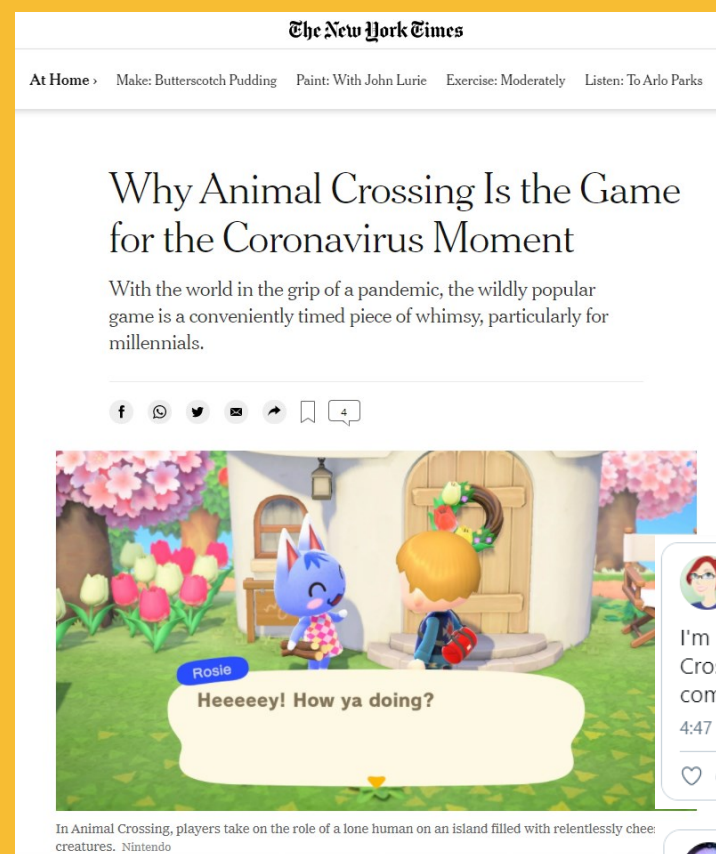 The New York Times
At Home › Make: Butterscotch Pudding Paint: With John Lurie Exercise: Moderately Listen: To Arlo Parks
Why Animal Crossing Is the Game
for the Coronavirus Moment
With the world in the grip of a pandemic, the wildly popular
game is a conveniently timed piece of whimsy, particularly for
millennials.
4
Rosie
Heeeeey! How ya doing?
I'm
Cros
com
4:47
In Animal Crossing, players take on the role of a lone human on an island filled with relentlessly chee
creatures. Nintendo